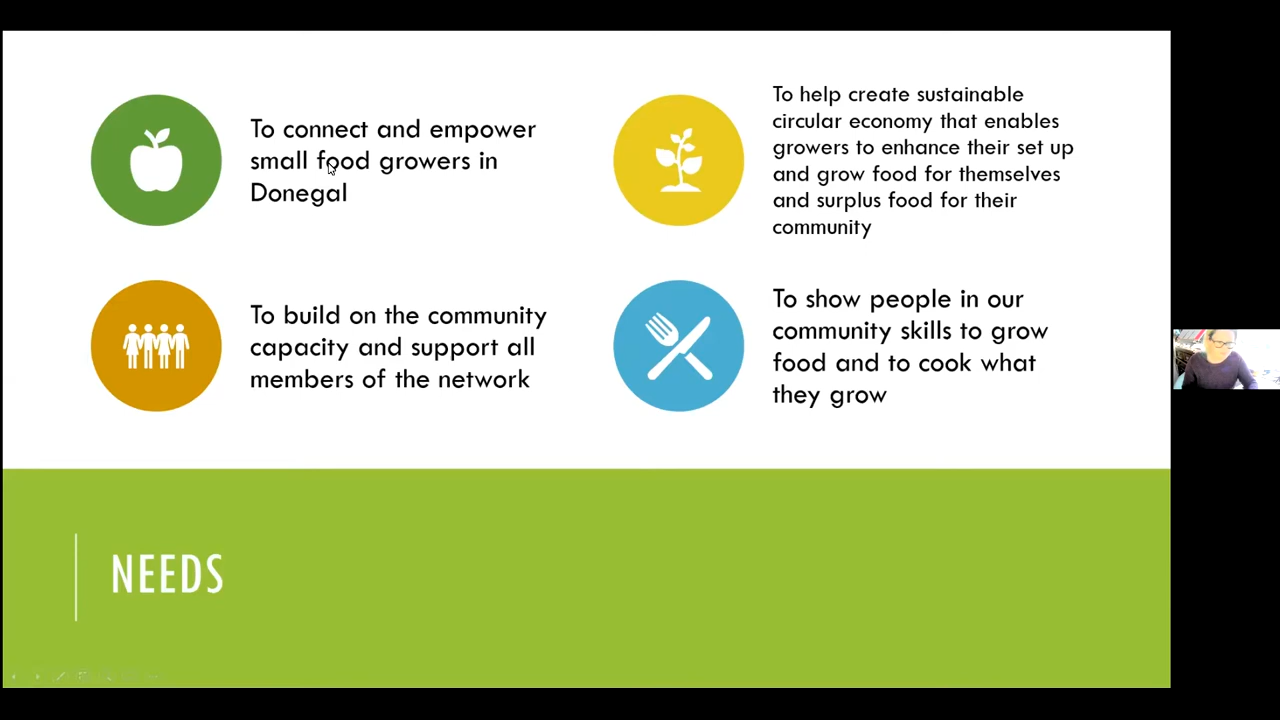 To connect and empower
small food growers in
Donegal
To help create sustainable
circular economy that enables
growers to enhance their set up
and grow food for themselves
and surplus food for their
community
To build on the community
capacity and support all
members of the network
To show people in our
community skills to grow
food and to cook what
they grow
NEEDS